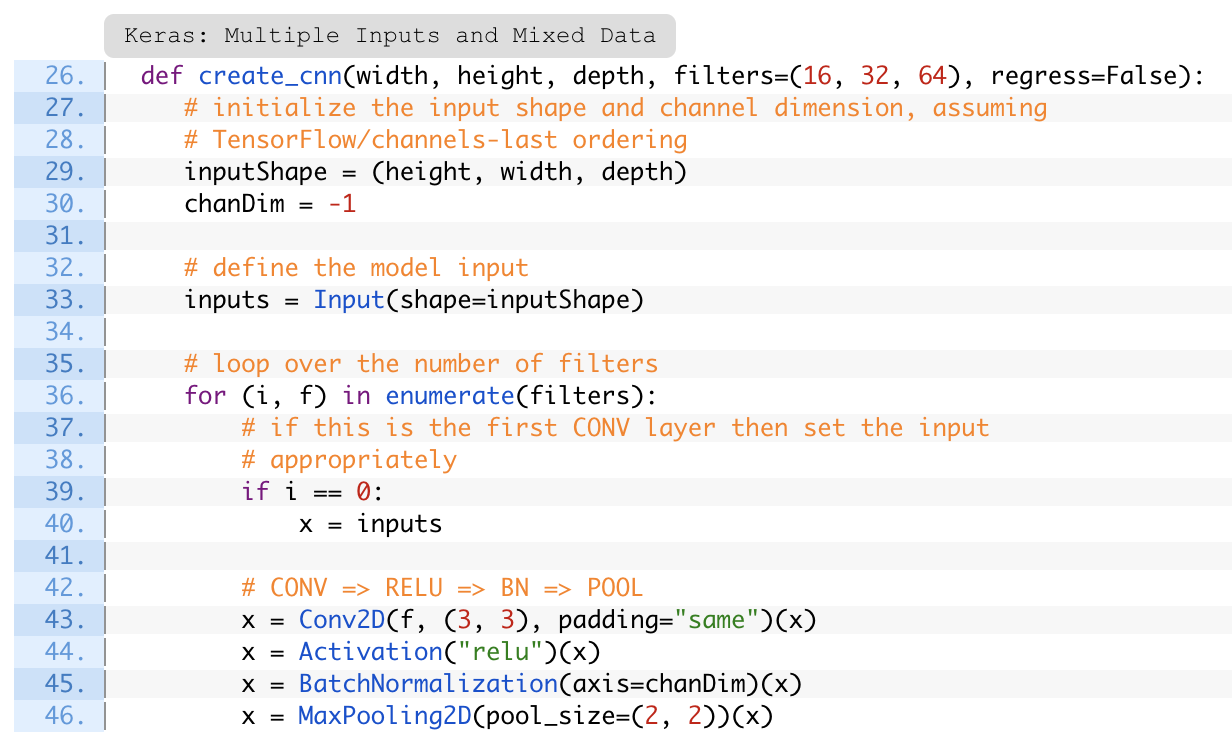 Keras: Multiple Inputs and Mixed Data
26. def create_cnn(width, height, depth, filters=(16, 32, 64), regress=False):
27.     # initialize the input shape and channel dimension, assuming
28.     # TensorFlow/channels-last ordering
29.     inputShape = (height, width, depth)
30.     chanDim = -1
31.
32.     # define the model input
33.     inputs = Input(shape=inputShape)
34.
35.     # loop over the number of filters
36.     for (i, f) in enumerate(filters):
37.         # if this is the first CONV layer then set the input
38.         # appropriately
39.         if i == 0:
40.             x = inputs
41.
42.         # CONV => RELU => BN => POOL
43.         x = Conv2D(f, (3, 3), padding="same")(x)
44.         x = Activation("relu")(x)
45.         x = BatchNormalization(axis=chanDim)(x)
46.         x = MaxPooling2D(pool_size=(2, 2))(x)